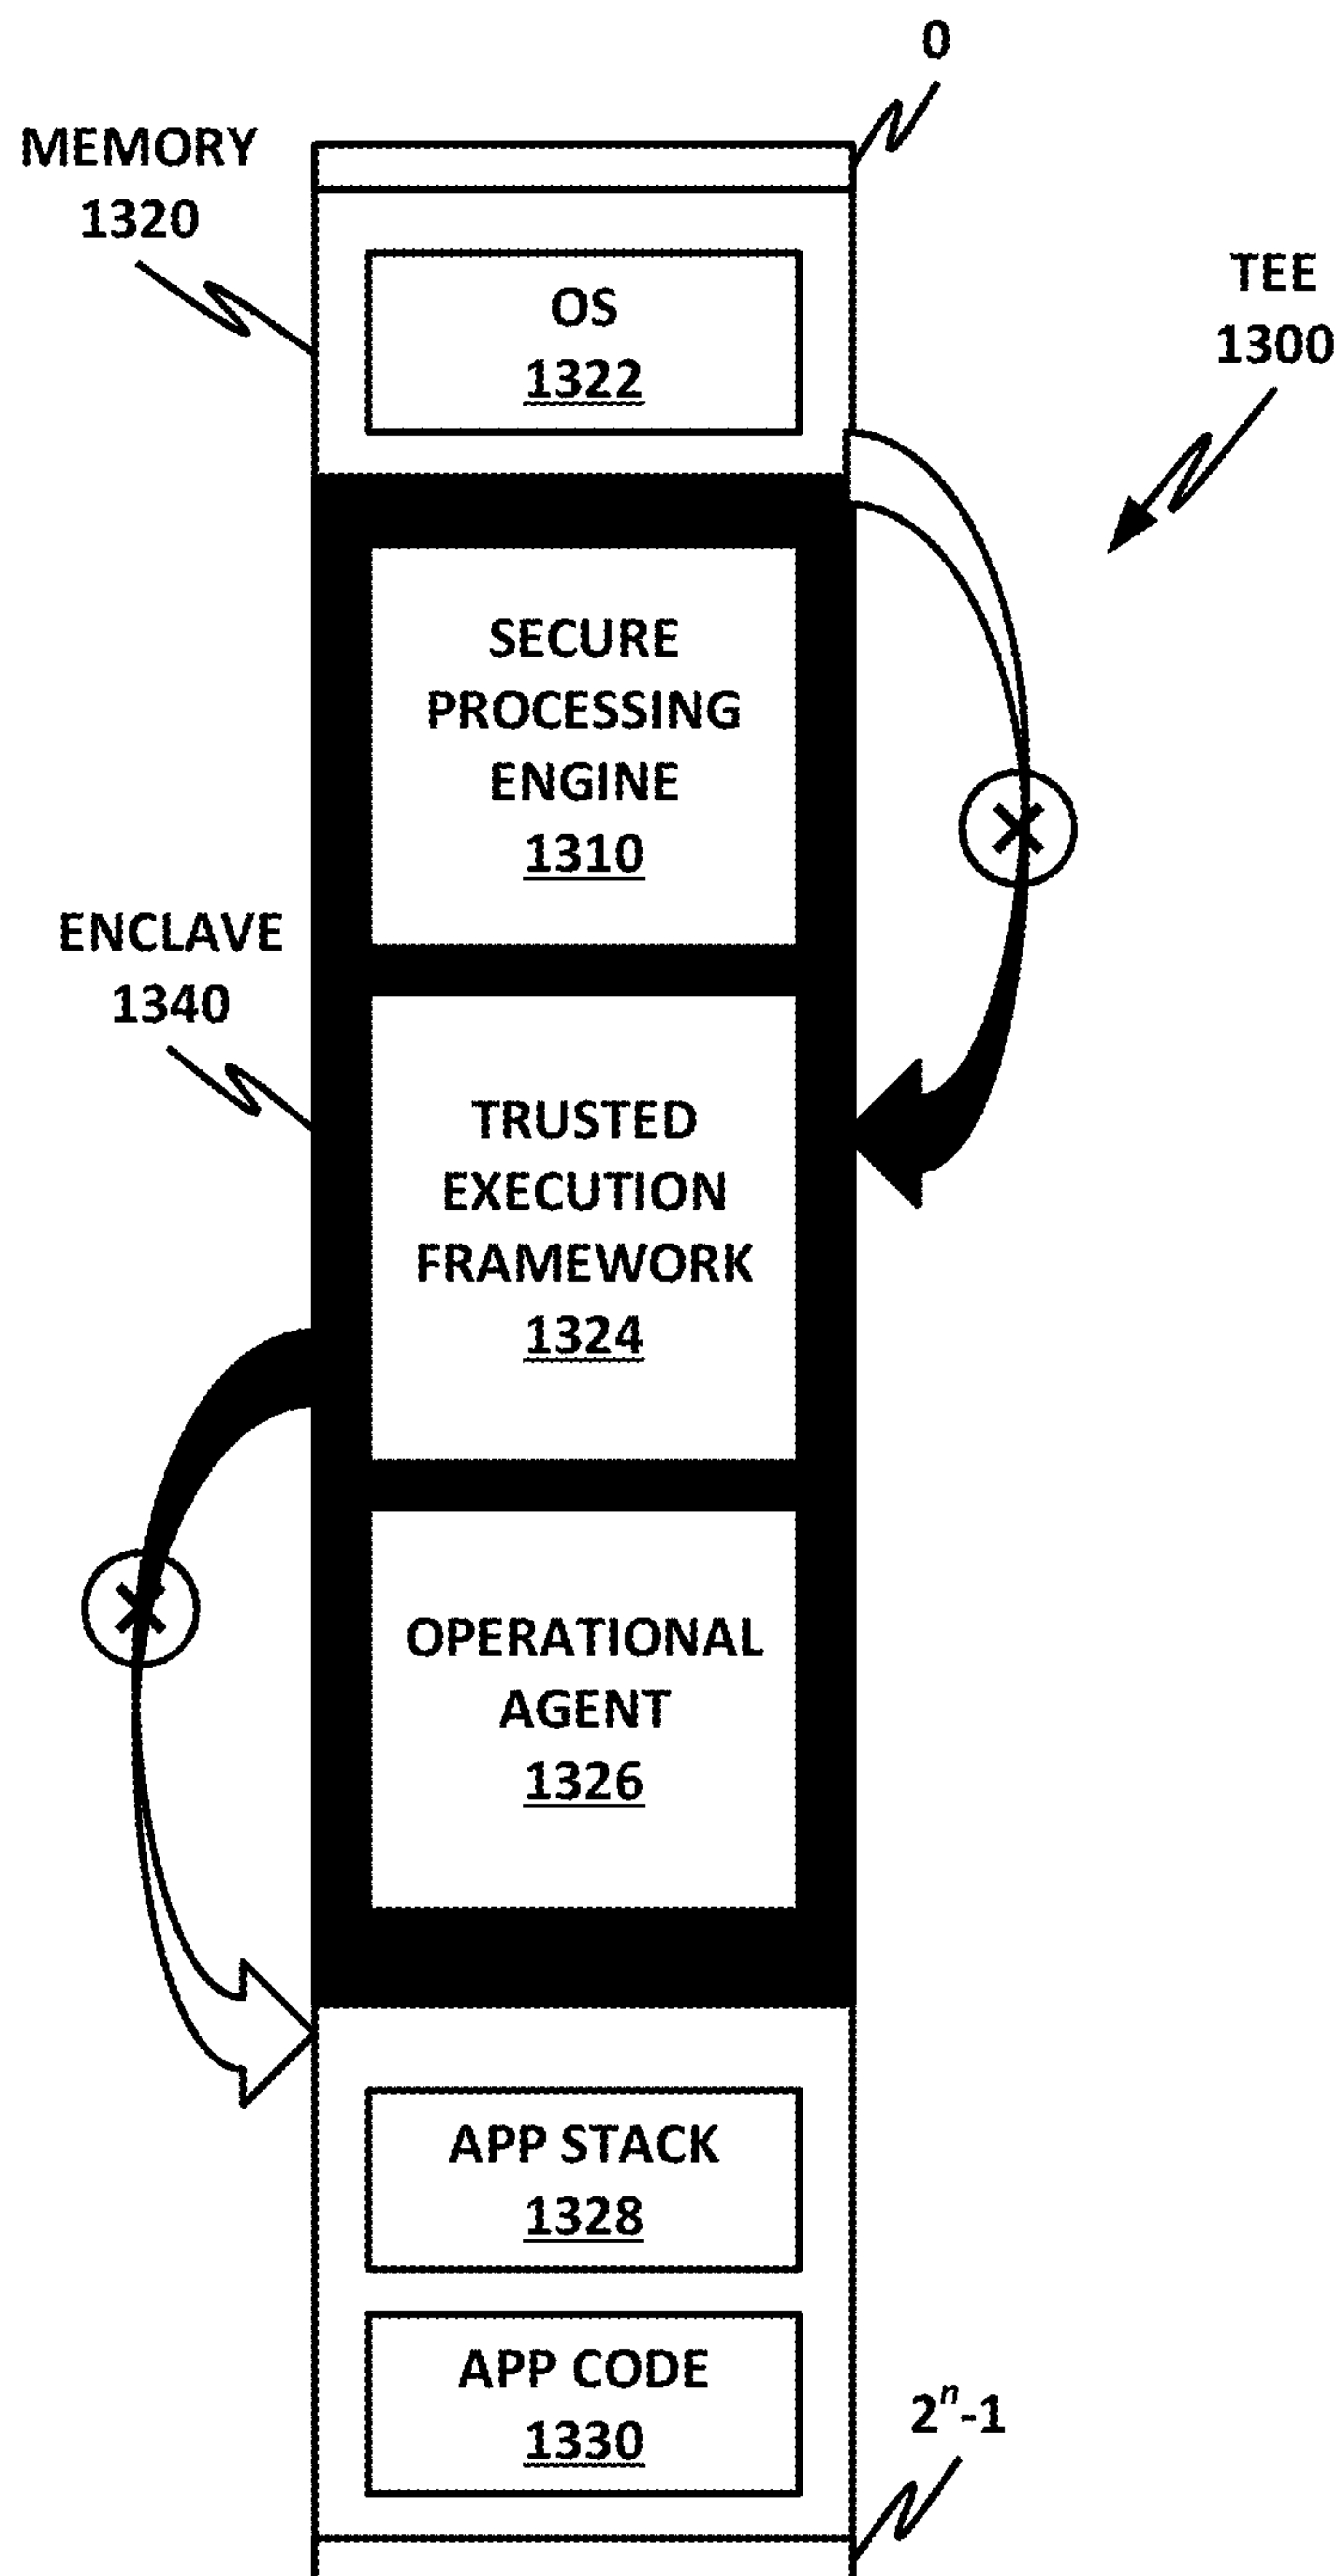 0
MEMORY
1320
TEE
1300
OS
1322
SECURE
PROCESSING
ENGINE
1310
ENCLAVE
1340
TRUSTED
EXECUTION
FRAMEWORK
1324
OPERATIONAL
AGENT
1326
APP STACK
1328
APP CODE
1330
2ⁿ-1